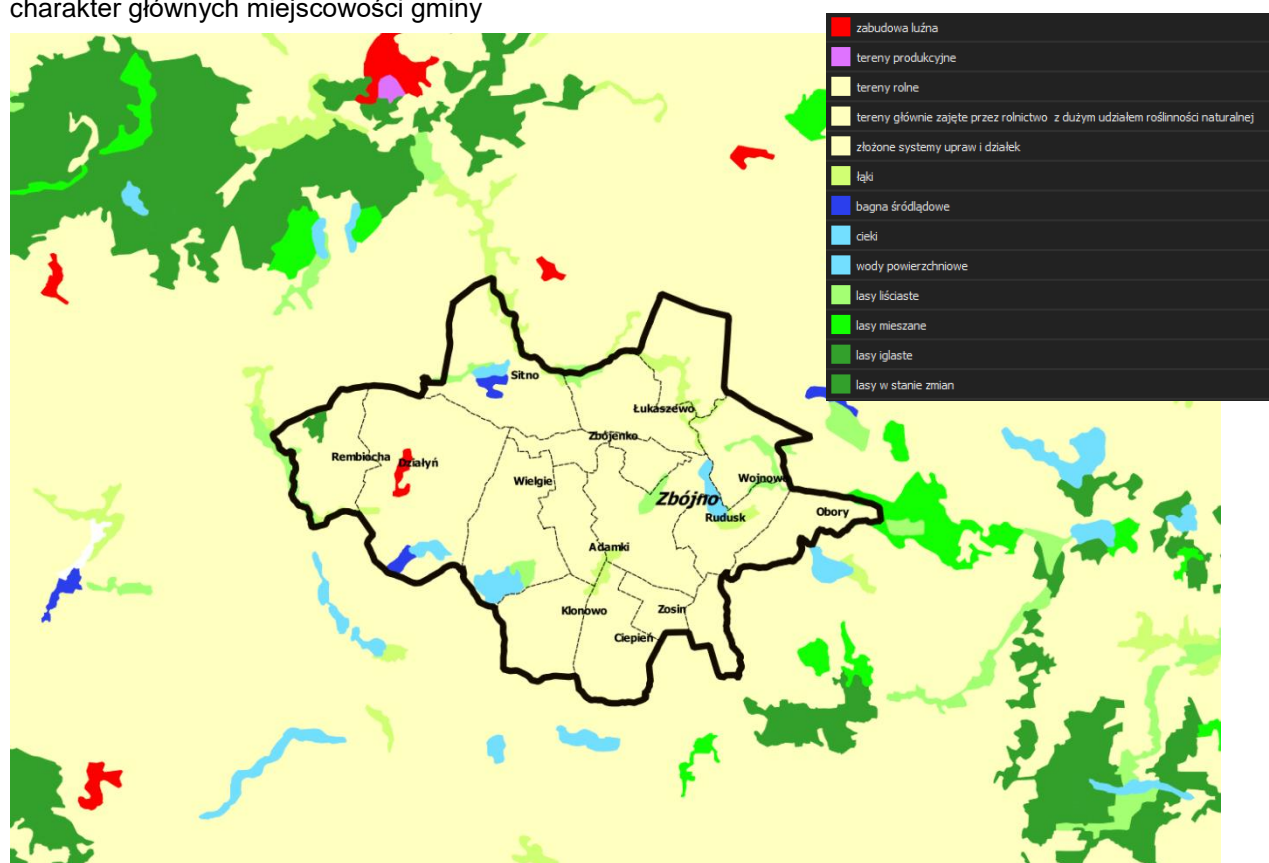 charakter głównych miejscowości gminy
zabudowa luźna
tereny produkcyjne
tereny rolne
tereny głównie zajęte przez rolnictwo z dużym udziałem roślinności naturalnej
złożone systemy upraw i działek
łąki
bagna śródlądowe
cieki
wody powierzchniowe
lasy liściaste
lasy mieszane
lasy iglaste
lasy w stanie zmian
Sitno
Łukaszewo
Zbójenko
Rembiocha
Działyń
Wielgie
Wojnowo
Zbójno
Rudusk
Obory
Adamki
Klonowo
Zosin
Ciepień